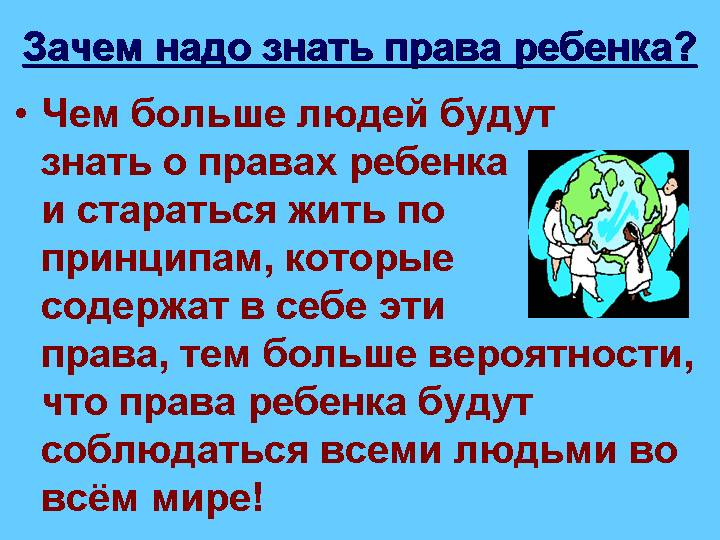 Зачем надо знать права ребенка?
• Чем больше людей будут
знать о правах ребенка
и стараться жить по
принципам, которые
содержат в себе эти
права, тем больше вероятности,
что права ребенка будут
соблюдаться всеми людьми во
всём мире!